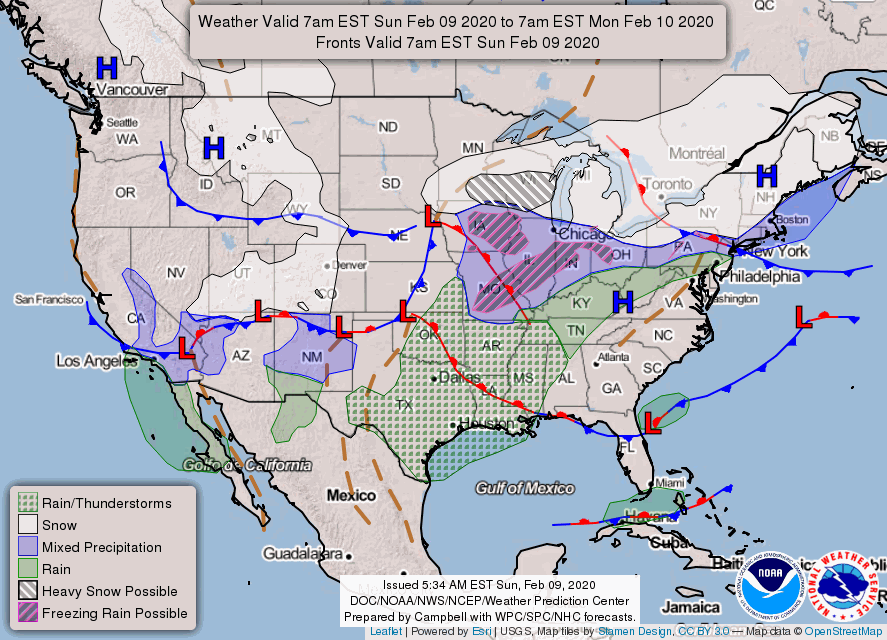 Weather Valid 7am EST Sun Feb 09 2020 to 7am EST Mon Feb 10 2020
Fronts Valid 7am EST Sun Feb 09 2020
QC
H
Vancouver
Seattle
WA
H
MT
ND
MN
Montréal
NB
ME
NS
OR
ID
SD
WI
MI
Toronto
H
NH
WY
NY
Boston
L
NE
IA
Chicago
PA
New York
NV
UT
Denver
CO
KS
IL
IN
OH
Philadelphia
San Francisco
MO
Washington
CA
L
L
L
KY
H
VA
L
Los Angeles
L
AZ
NM
OK
AR
TN
NC
Atlanta
SC
Dallas
MS
AL
GA
TX
LA
Houston
L
FL
Golfo de California
Gulf of Mexico
Miami
Mexico
Havana
Cuba
Guadalajara
Jamaica
Rain/Thunderstorms
Snow
Mixed Precipitation
Rain
Heavy Snow Possible
Freezing Rain Possible
NOAA
NATIONAL WEATHER SERVICE
Issued 5:34 AM EST Sun, Feb 09, 2020
DOC/NOAA/NWS/NCEP/Weather Prediction Center
Prepared by Campbell with WPC/SPC/NHC forecasts.
Leaflet | Powered by Esri | USGS, Map tiles by Stamen Design, CC BY 3.0 — Map data © OpenStreetMap